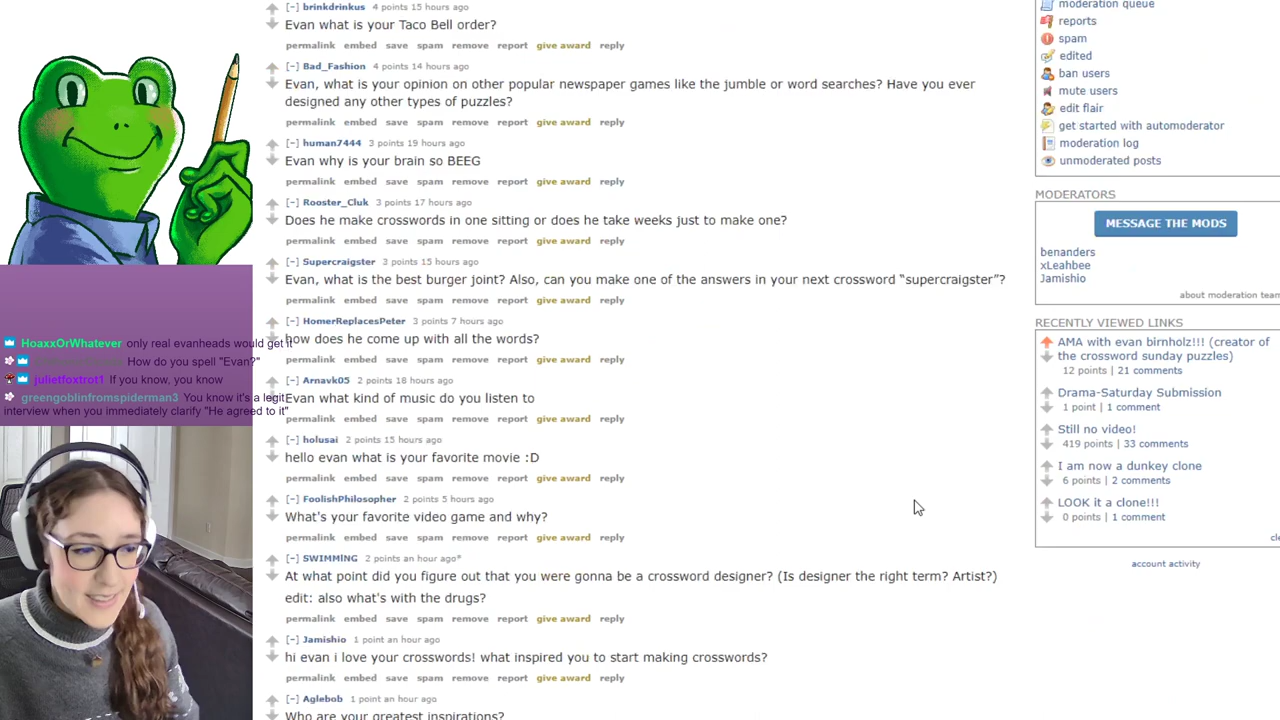 [-] brinkdrinkus 4 points 15 hours ago
Evan what is your Taco Bell order?
permalink embed save spam remove report give award reply
[-] Bad_Fashion 4 points 14 hours ago
Evan, what is your opinion on other popular newspaper games like the jumble or word searches? Have you ever
designed any other types of puzzles?
permalink embed save spam remove report give award reply
[-] human7444 3 points 19 hours ago
Evan why is your brain so BEEG
permalink embed save spam remove report give award reply
[-] Rooster_Cluk 3 points 17 hours ago
Does he make crosswords in one sitting or does he take weeks just to make one?
permalink embed save spam remove report give award reply
[-] Supercraigster 3 points 15 hours ago
Evan, what is the best burger joint? Also, can you make one of the answers in your next crossword “supercraigster”?
permalink embed save spam remove report give award reply
[-] HomerReplacesPeter 3 points 7 hours ago
how does he come up with all the words?
permalink embed save spam remove report give award reply
[-] Arnavk05 2 points 18 hours ago
Evan what kind of music do you listen to
permalink embed save spam remove report give award reply
[-] holusai 2 points 15 hours ago
hello evan what is your favorite movie :D
permalink embed save spam remove report give award reply
[-] FoolishPhilosopher 2 points 5 hours ago
What's your favorite video game and why?
permalink embed save spam remove report give award reply
[-] SWIMMING 2 points an hour ago*
At what point did you figure out that you were gonna be a crossword designer? (Is designer the right term? Artist?)
edit: also what's with the drugs?
permalink embed save spam remove report give award reply
[-] Jamishio 1 point an hour ago
hi evan i love your crosswords! what inspired you to start making crosswords?
permalink embed save spam remove report give award reply
[-] Aglebob 1 point an hour ago
Who are your greatest inspirations?
HoaxxOrWhatever only real evanheads would get it
How do you spell "Evan?"
julietfoxtrot1 If you know, you know
greengoblinfromspiderman3 You know it's a legit
interview when you immediately clarify "He agreed to it"
moderation queue
reports
spam
edited
ban users
mute users
edit flair
get started with automoderator
moderation log
unmoderated posts
MODERATORS
MESSAGE THE MODS
benanders
xLeahbee
Jamishio
about moderation team
RECENTLY VIEWED LINKS
AMA with evan birnholz!!! (creator of
the crossword sunday puzzles)
12 points | 21 comments
Drama-Saturday Submission
1 point | 1 comment
Still no video!
419 points | 33 comments
I am now a dunkey clone
6 points | 2 comments
LOOK it a clone!!!
0 points | 1 comment
account activity